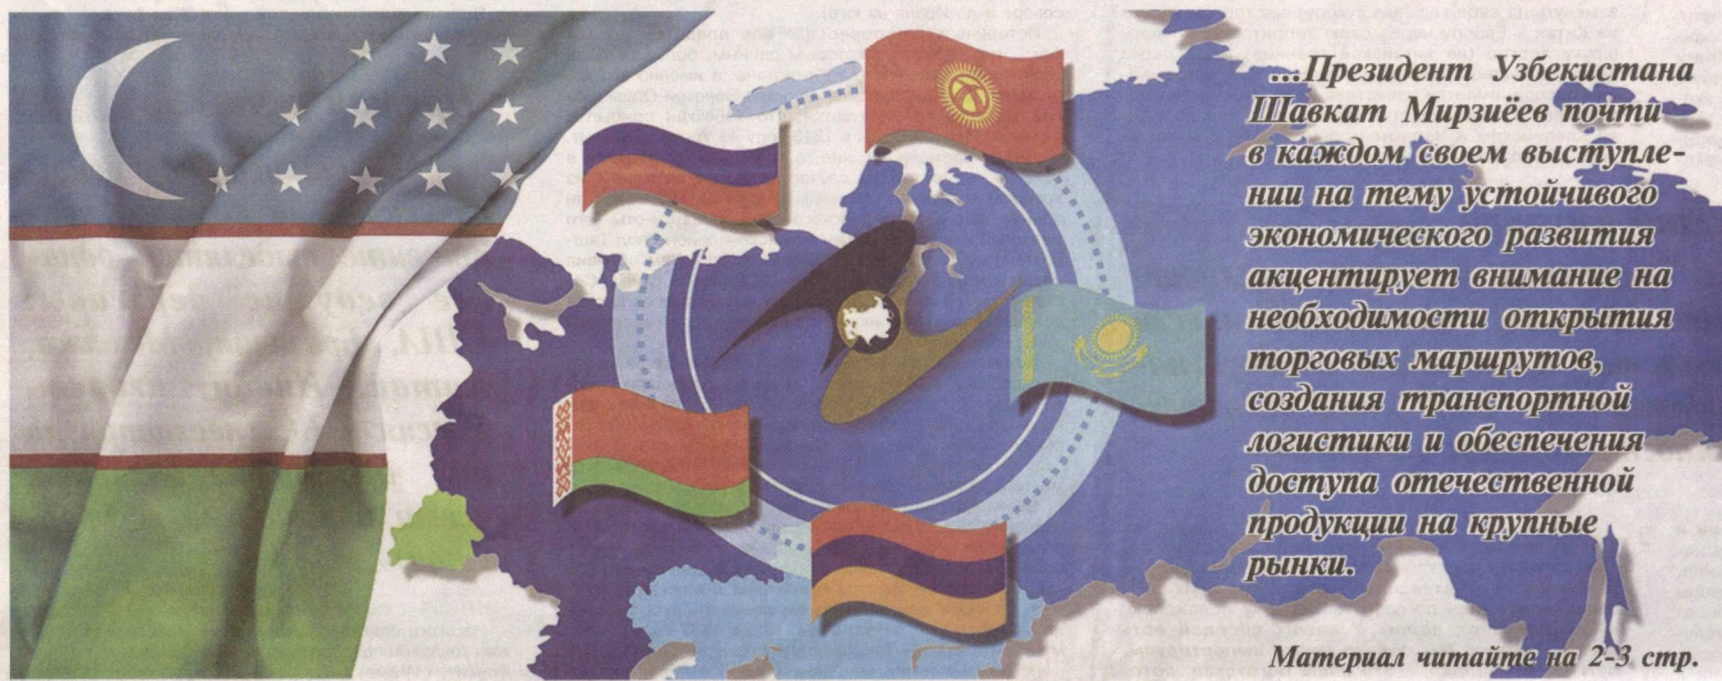 ...Президент Узбекистана
Шавкат Мирзиёев почти
в каждом своем выступле-
нии на тему устойчивого
экономического развития
акцентирует внимание на
необходимости открытия
торговых маршрутов,
создания транспортной
логистики и обеспечения
доступа отечественной
продукции на крупные
рынки.
Материал читайте на 2-3 стр.